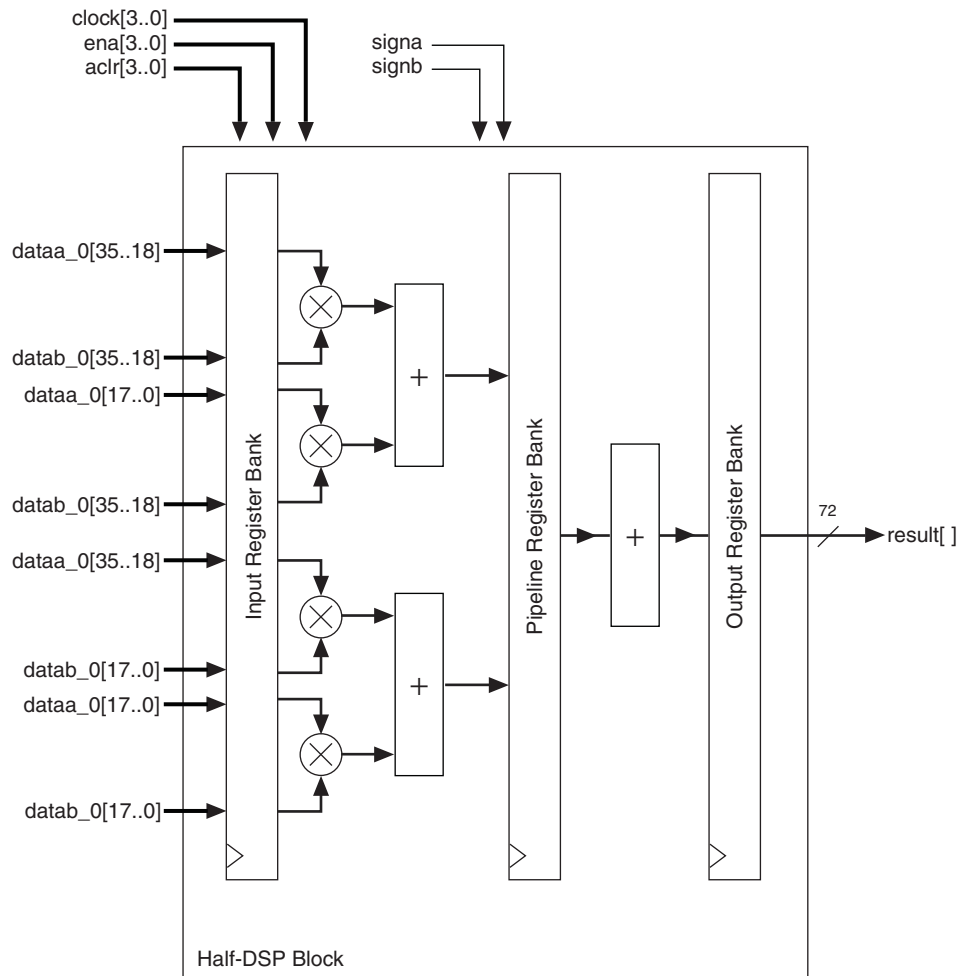 clock[3..0]
ena[3..0]
aclr[3..0]
signa
signb
dataa_0[35..18]
datab_0[35..18]
dataa_0[17..0]
datab_0[35..18]
dataa_0[35..18]
datab_0[17..0]
dataa_0[17..0]
datab_0[17..0]
Input Register Bank
+
+
Pipeline Register Bank
+
Output Register Bank
72
result[ ]
Half-DSP Block